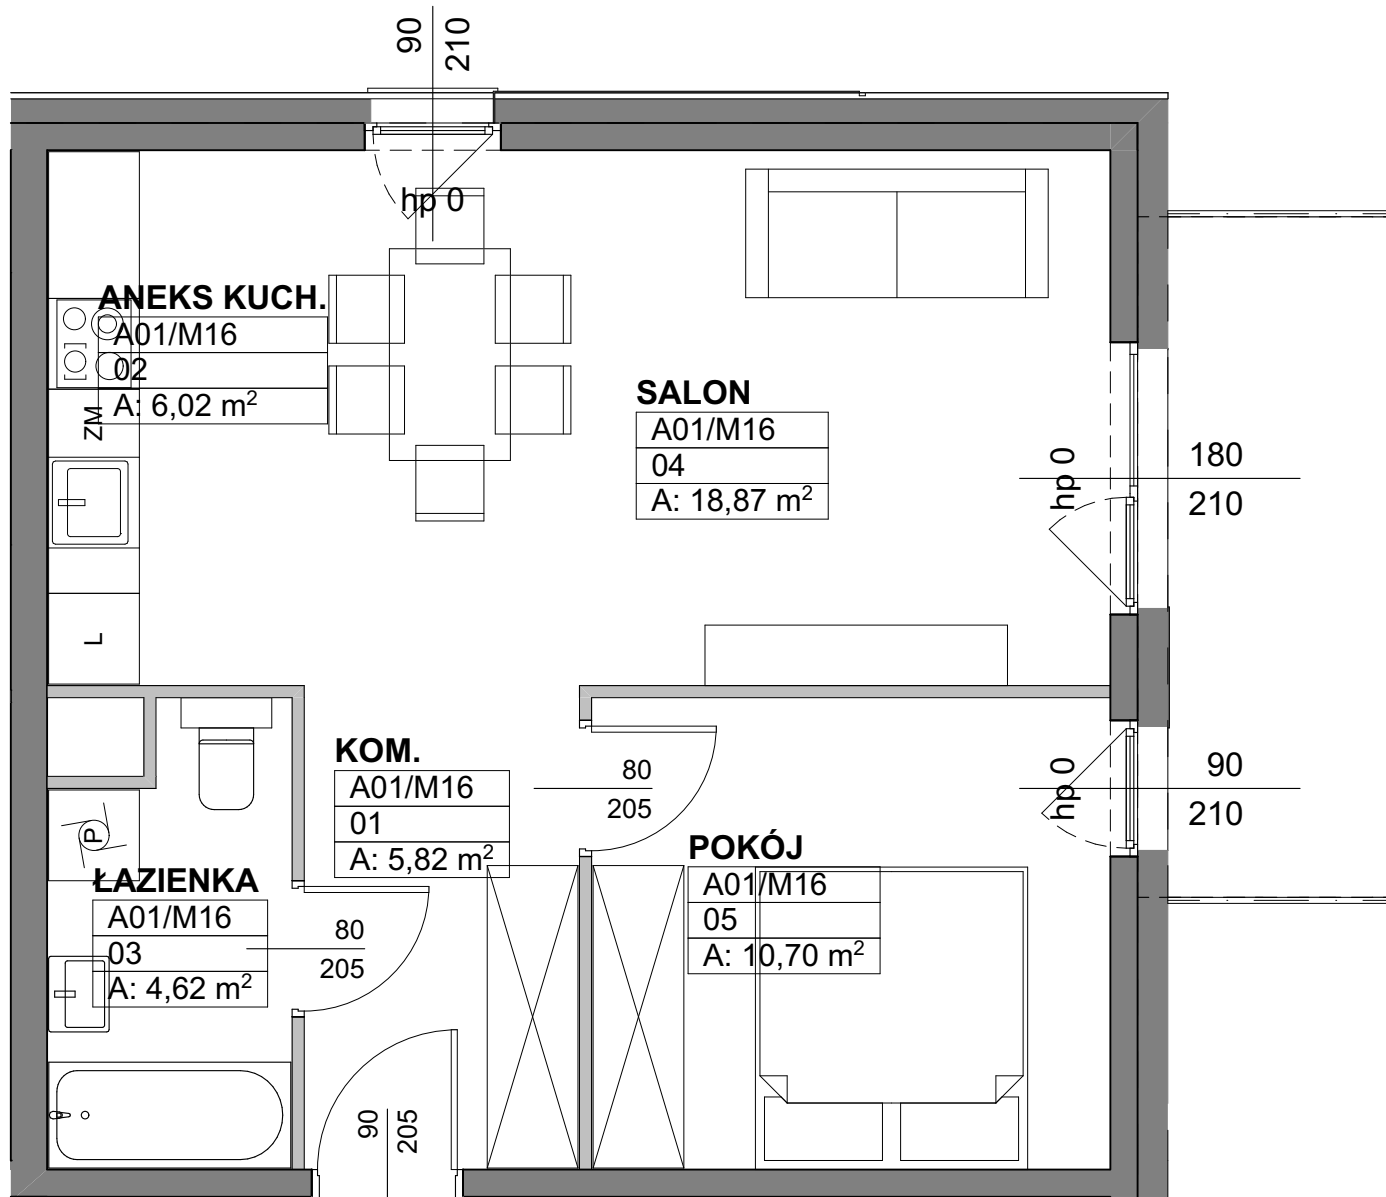 90
210
hp 0
ANEKS KUCH.
A01/M16
02
A: 6,02 m²
ZM
SALON
A01/M16
04
A: 18,87 m²
hp 0
180
210
L
KOM.
A01/M16
01
A: 5,82 m²
80
205
hp 0
90
210
P
POKÓJ
A01/M16
05
A: 10,70 m²
ŁAZIENKA
A01/M16
03
A: 4,62 m²
80
205
90
205